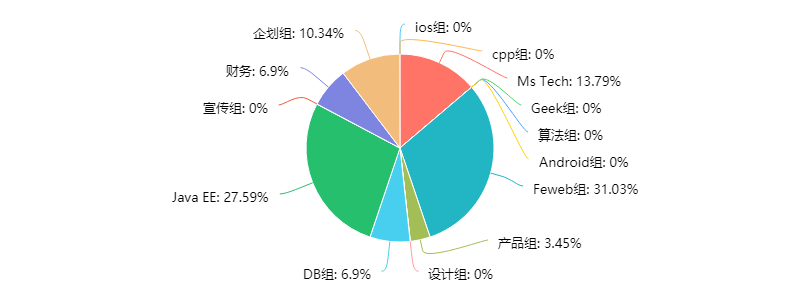 ios组: 0%
企划组: 10.34%
cpp组: 0%
财务: 6.9%
Ms Tech: 13.79%
宣传组: 0%
Geek组: 0%
算法组: 0%
Android组: 0%
Feweb组: 31.03%
Java EE: 27.59%
产品组: 3.45%
DB组: 6.9%
设计组: 0%